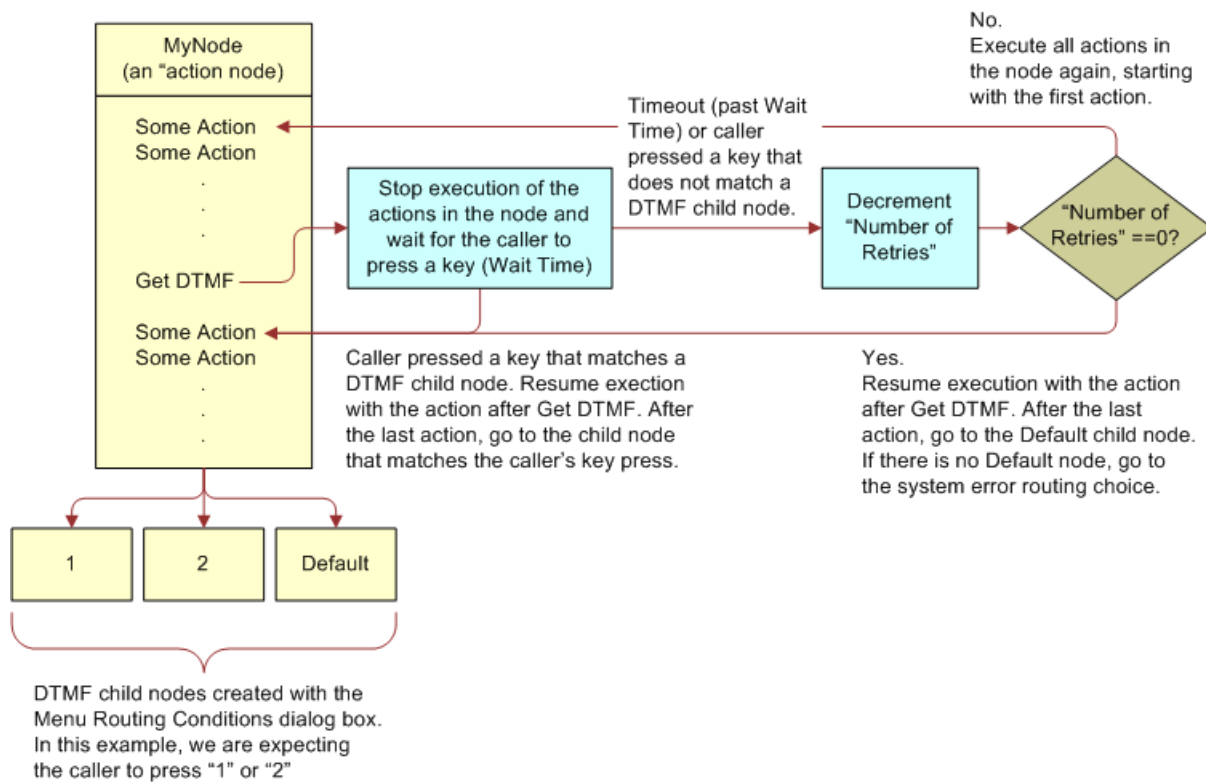 MyNode
(an “action node)
Some Action
Some Action
.
.
.
Get DTMF
Some Action
Some Action
.
.
.
Stop execution of the
actions in the node and
wait for the caller to
press a key (Wait Time)
Timeout (past Wait
Time) or caller
pressed a key that
does not match a
DTMF child node.
Decrement
“Number of
Retries”
“Number of
Retries” ==0?
No.
Execute all actions in
the node again, starting
with the first action.
Caller pressed a key that matches a
DTMF child node. Resume exection
with the action after Get DTMF. After
the last action, go to the child node
that matches the caller’s key press.
Yes.
Resume execution with the action
after Get DTMF. After the last
action, go to the Default child node.
If there is no Default node, go to
the system error routing choice.
1
2
Default
DTMF child nodes created with the
Menu Routing Conditions dialog box.
In this example, we are expecting
the caller to press “1” or “2”